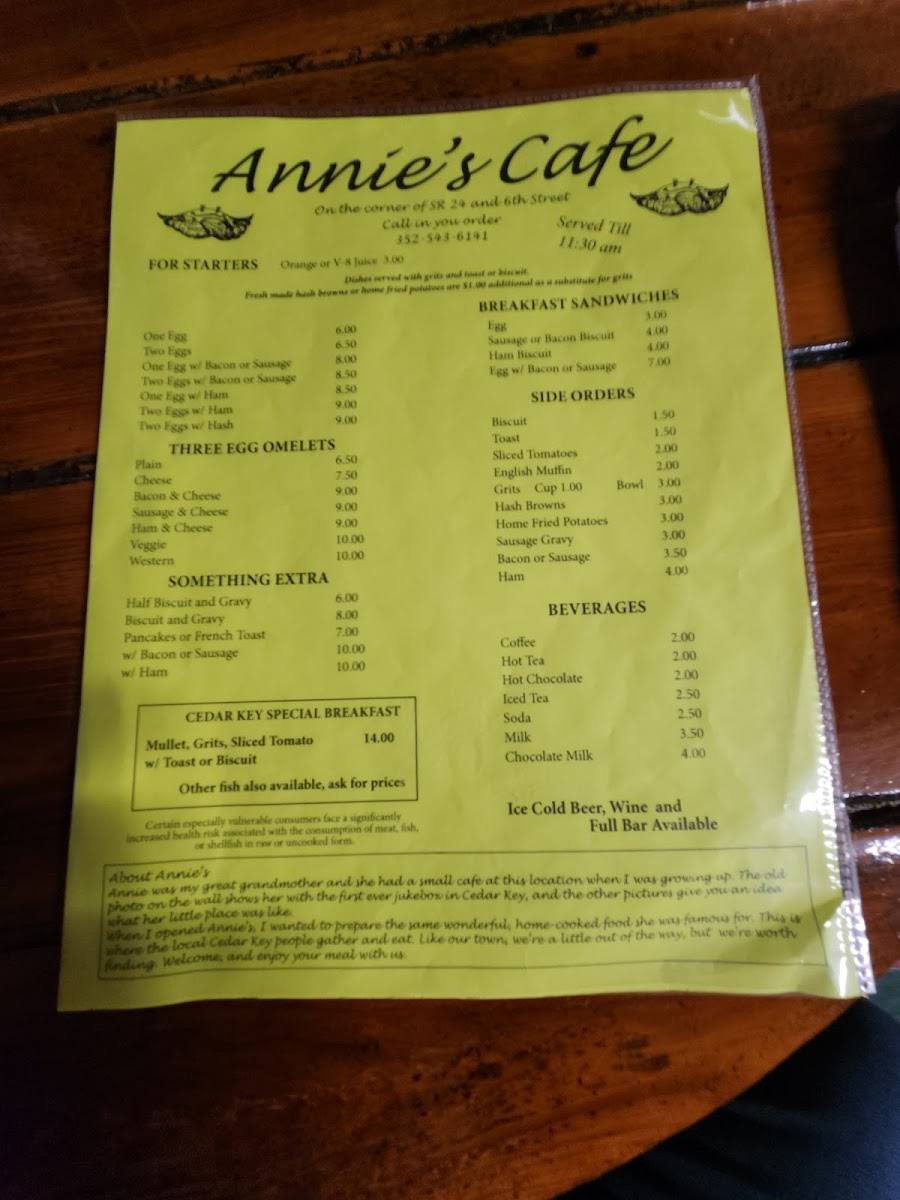 Annie's Cafe
On the corner of SR 24 and 6th Street
Call in you order
352-543-6141
Served Till
11:30 am
FOR STARTERS Orange or V-8 Juice 3.00
Dishes served with grits and toast or biscuit.
Fresh made hash browns or home fried potatoes are $1.00 additional as a substitute for grits
One Egg 6.00
Two Eggs 6.50
One Egg w/ Bacon or Sausage 8.00
Two Eggs w/ Bacon or Sausage 8.50
One Egg w/ Ham 8.50
Two Eggs w/ Ham 9.00
Two Eggs w/ Hash 9.00
THREE EGG OMELETS
Plain 6.50
Cheese 7.50
Bacon & Cheese 9.00
Sausage & Cheese 9.00
Ham & Cheese 9.00
Veggie 10.00
Western 10.00
SOMETHING EXTRA
Half Biscuit and Gravy 6.00
Biscuit and Gravy 8.00
Pancakes or French Toast 7.00
w/ Bacon or Sausage 10.00
w/ Ham 10.00
CEDAR KEY SPECIAL BREAKFAST
Mullet, Grits, Sliced Tomato 14.00
w/ Toast or Biscuit
Other fish also available, ask for prices
Certain especially vulnerable consumers face a significantly
increased health risk associated with the consumption of meat, fish,
or shellfish in raw or uncooked form.
BREAKFAST SANDWICHES
Egg 3.00
Sausage or Bacon Biscuit 4.00
Ham Biscuit 4.00
Egg w/ Bacon or Sausage 7.00
SIDE ORDERS
Biscuit 1.50
Toast 1.50
Sliced Tomatoes 2.00
English Muffin 2.00
Grits Cup 1.00 Bowl 3.00
Hash Browns 3.00
Home Fried Potatoes 3.00
Sausage Gravy 3.00
Bacon or Sausage 3.50
Ham 4.00
BEVERAGES
Coffee 2.00
Hot Tea 2.00
Hot Chocolate 2.00
Iced Tea 2.50
Soda 2.50
Milk 3.50
Chocolate Milk 4.00
Ice Cold Beer, Wine and
Full Bar Available
About Annie's
Annie was my great grandmother and she had a small cafe at this location when I was growing up. The old
photo on the wall shows her with the first ever jukebox in Cedar Key, and the other pictures give you an idea
what her little place was like.
When I opened Annie's, I wanted to prepare the same wonderful, home-cooked food she was famous for. This is
where the local Cedar Key people gather and eat. Like our town, we're a little out of the way, but we're worth
finding. Welcome, and enjoy your meal with us.